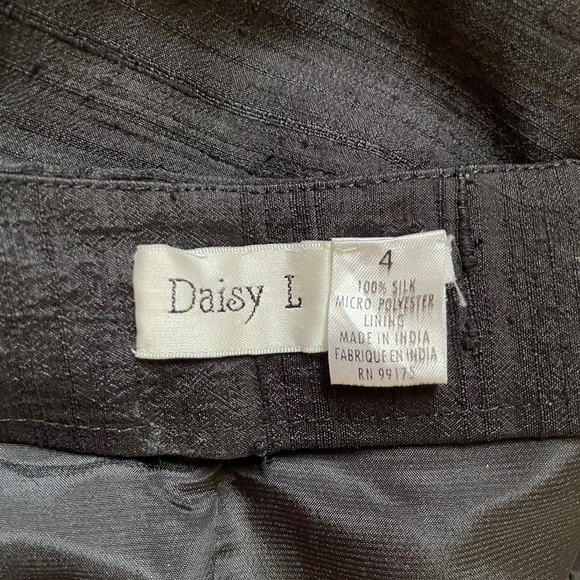 Daisy L
4
100% SILK
MICRO POLYESTER
LINING
MADE IN INDIA
FABRIQUE EN INDIA
RN 99175